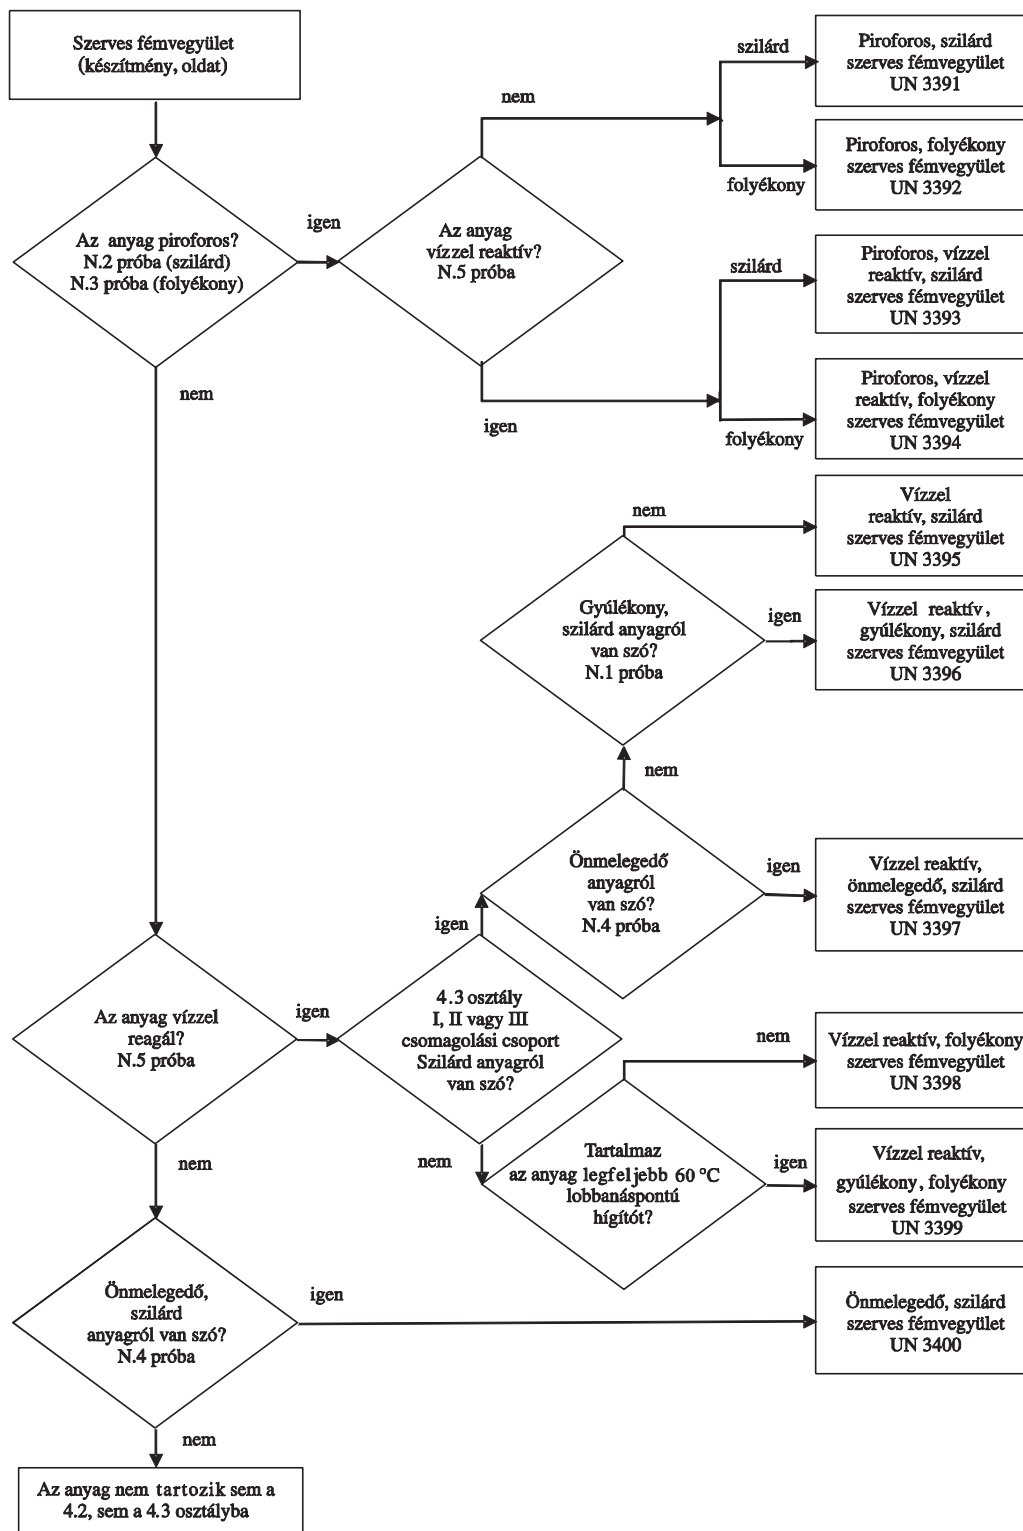 Szerves fémvegyület
(készítmény, oldat)
Az anyag piroforos?
N.2 próba (szilárd)
N.3 próba (folyékony)
igen
nem
Az anyag
vízzel reaktív?
N.5 próba
nem
igen
szilárd
Piroforos, szilárd
szerves fémvegyület
UN 3391
folyékony
Piroforos, folyékony
szerves fémvegyület
UN 3392
szilárd
Piroforos, vízzel
reaktív, szilárd
szerves fémvegyület
UN 3393
folyékony
Piroforos, vízzel
reaktív, folyékony
szerves fémvegyület
UN 3394
nem
Vízzel
reaktív, szilárd
szerves fémvegyület
UN 3395
Gyúlékony,
szilárd anyagról
van szó?
N.1 próba
igen
Vízzel reaktív,
gyúlékony, szilárd
szerves fémvegyület
UN 3396
nem
Önmelegedő
anyagról
van szó?
N.4 próba
igen
Vízzel reaktív,
önmelegedő, szilárd
szerves fémvegyület
UN 3397
igen
Az anyag vízzel
reagál?
N.5 próba
igen
4.3 osztály
I, II vagy III
csomagolási csoport
Szilárd anyagról
van szó?
nem
Vízzel reaktív, folyékony
szerves fémvegyület
UN 3398
nem
nem
Tartalmaz
az anyag legfeljebb 60 °C
lobbanáspontú
hígítót?
igen
Vízzel reaktív,
gyúlékony, folyékony
szerves fémvegyület
UN 3399
Önmelegedő,
szilárd
anyagról van szó?
N.4 próba
igen
Önmelegedő, szilárd
szerves fémvegyület
UN 3400
nem
Az anyag nem tartozik sem a
4.2, sem a 4.3 osztályba